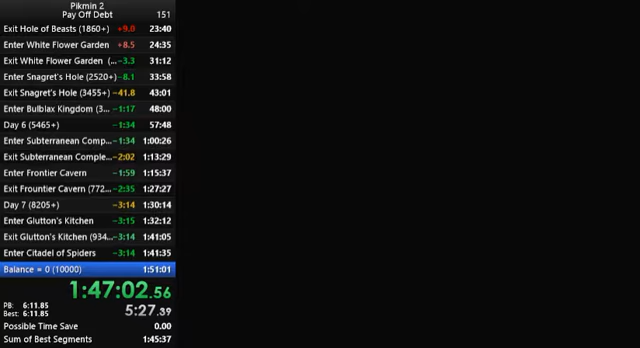 Pikmin 2
Pay Off Debt 151
Exit Hole of Beasts (1860+) +9.0 23:40
Enter White Flower Garden +8.5 24:35
Exit White Flower Garden (... −3.3 31:12
Enter Snagret's Hole (2520+) −8.1 33:58
Exit Snagret's Hole (3455+) −41.8 43:01
Enter Bulblax Kingdom (3... −1:17 48:00
Day 6 (5465+) −1:34 57:48
Enter Subterranean Comp... −1:34 1:00:26
Exit Subterranean Comple... −2:02 1:13:29
Enter Frontier Cavern −1:59 1:15:37
Exit Frountier Cavern (772... −2:35 1:27:27
Day 7 (8205+) −3:14 1:30:14
Enter Glutton's Kitchen −3:15 1:32:12
Exit Glutton's Kitchen (934... −3:14 1:41:05
Enter Citadel of Spiders −3:14 1:41:35
Balance = 0 (10000) 1:51:01
1:47:02.56
PB: 6:11.85 5:27.39
Best: 6:11.85
Possible Time Save 0.00
Sum of Best Segments 1:45:37